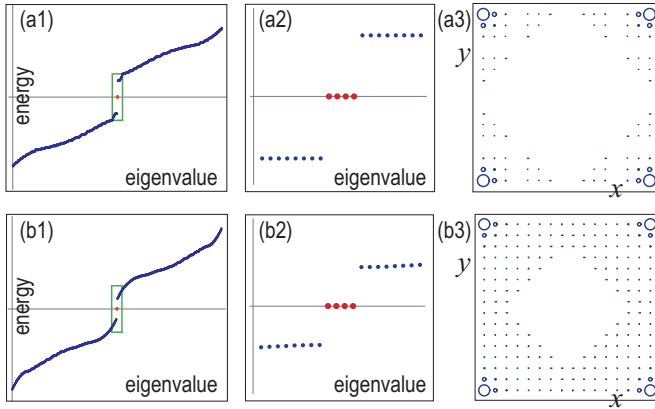 (a1)
energy
eigenvalue
(a2)
eigenvalue
(a3)
y
x
(b1)
energy
eigenvalue
(b2)
eigenvalue
(b3)
y
x